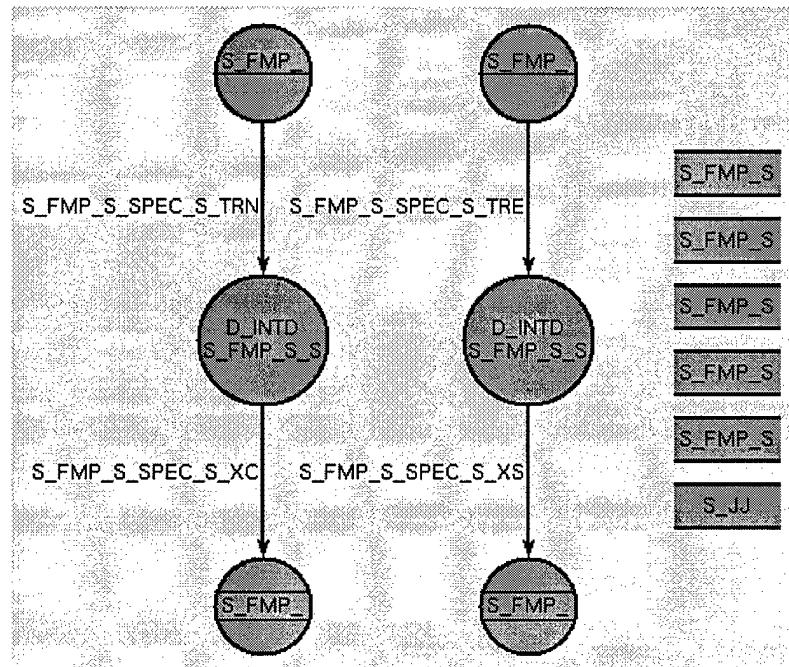 S_FMP_
S_FMP_
S_FMP_S
S_FMP_S_SPEC_S_TRN
S_FMP_S_SPEC_S_TRE
S_FMP_S
S_FMP_S
D_INTD
S_FMP_S_S
D_INTD
S_FMP_S_S
S_FMP_S
S_FMP_S
S_FMP_S_SPEC_S_XC
S_FMP_S_SPEC_S_XS
S_JJ
S_FMP_
S_FMP_